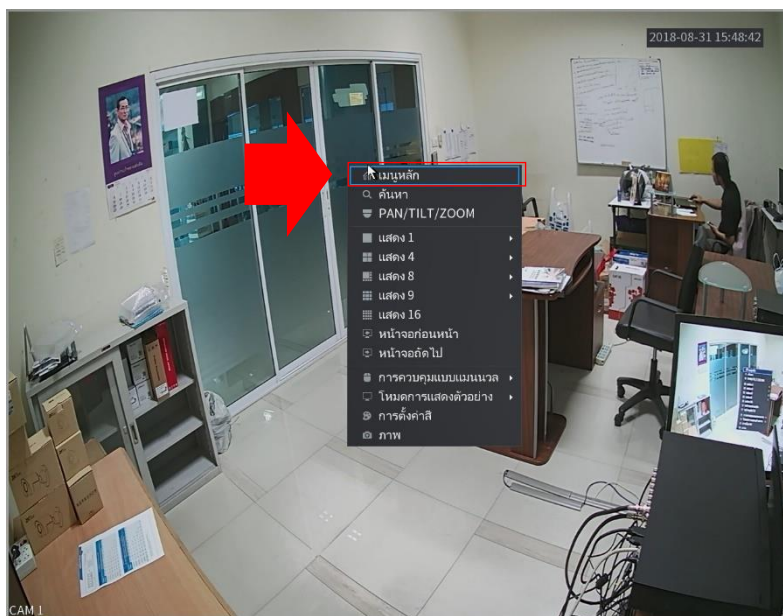 2018-08-31 15:48:42
เมนูหลัก
ค้นหา
PAN/TILT/ZOOM
แสดง 1
แสดง 4
แสดง 8
แสดง 9
แสดง 16
หน้าจอก่อนหน้า
หน้าจอถัดไป
การควบคุมแบบแมนนวล
โหมดการแสดงตัวอย่าง
การตั้งค่าสี
ภาพ
CAM 1